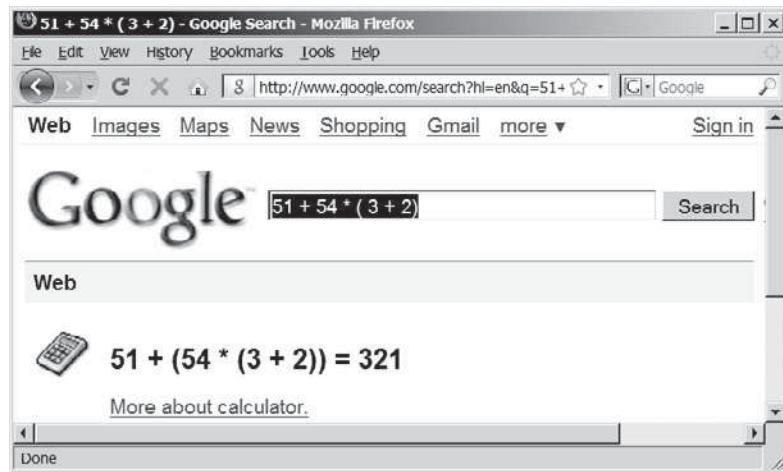 51 + 54 * ( 3 + 2) - Google Search - Mozilla Firefox
File Edit View History Bookmarks Tools Help
8 http://www.google.com/search?hl=en&q=51+ G Google
Web Images Maps News Shopping Gmail more ▼ Sign in
Google 51 + 54 * ( 3 + 2) Search
Web
51 + (54 * (3 + 2)) = 321
More about calculator.
Done